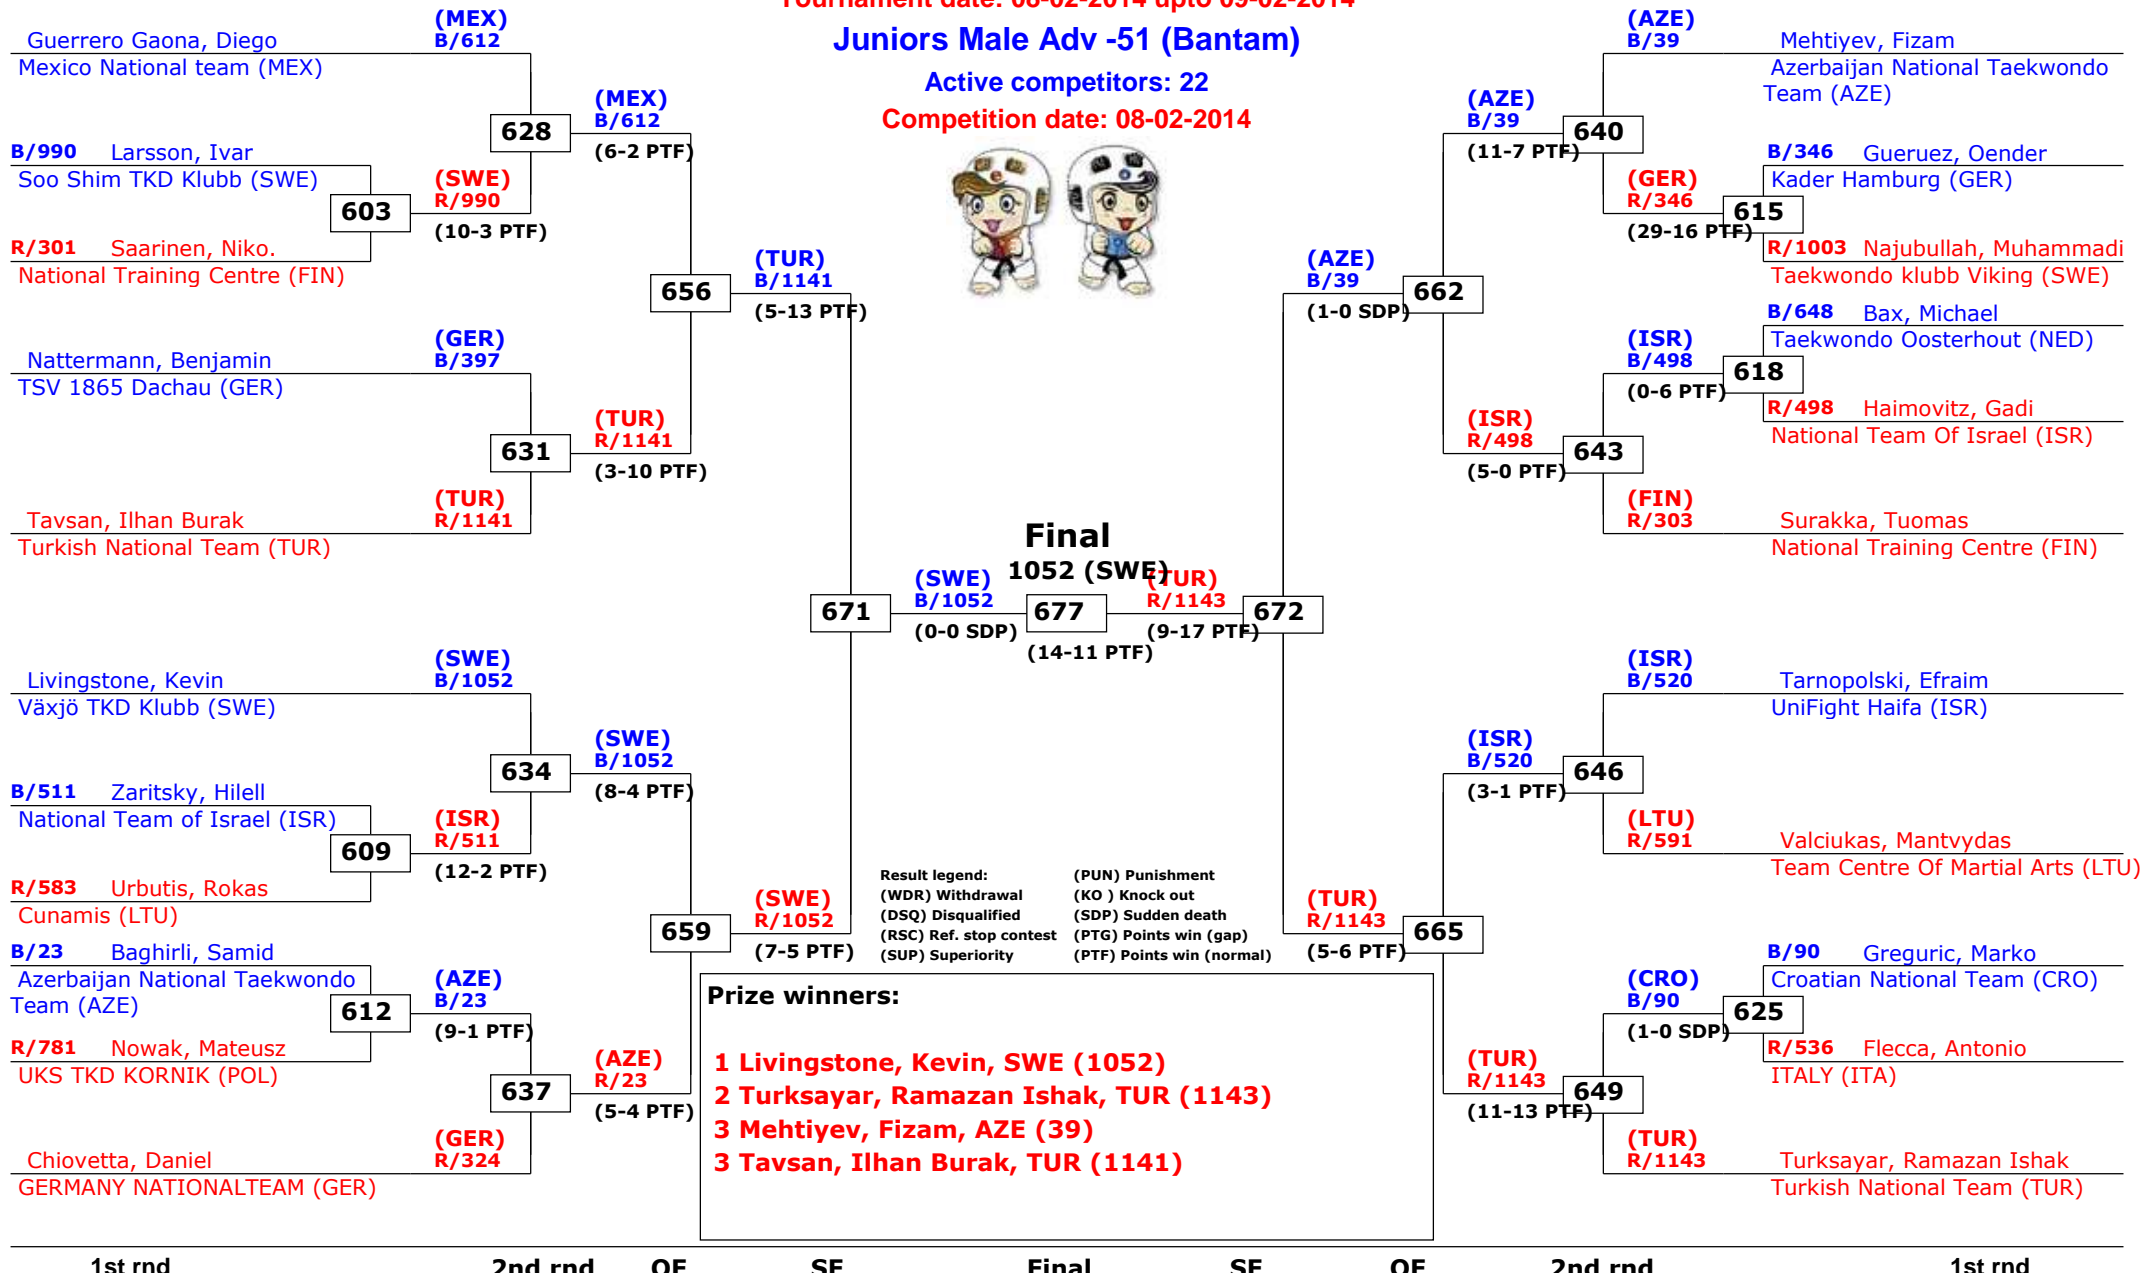 Tournament date: 08-02-2014 upto 09-02-2014
Juniors Male Adv -51 (Bantam)
Active competitors: 22
Competition date: 08-02-2014
Guerrero Gaona, Diego
Mexico National team (MEX)
(MEX)
B/612
B/990 Larsson, Ivar
Soo Shim TKD Klubb (SWE)
603
R/301 Saarinen, Niko.
National Training Centre (FIN)
(SWE)
R/990
(10-3 PTF)
628
(MEX)
B/612
(6-2 PTF)
Nattermann, Benjamin
TSV 1865 Dachau (GER)
(GER)
B/397
631
Tavsan, Ilhan Burak
Turkish National Team (TUR)
(TUR)
R/1141
(TUR)
R/1141
(3-10 PTF)
656
(TUR)
B/1141
(5-13 PTF)
Livingstone, Kevin
Växjö TKD Klubb (SWE)
(SWE)
B/1052
B/511 Zaritsky, Hilell
National Team of Israel (ISR)
609
R/583 Urbutis, Rokas
Cunamis (LTU)
(ISR)
R/511
(12-2 PTF)
634
(SWE)
B/1052
(8-4 PTF)
B/23 Baghirli, Samid
Azerbaijan National Taekwondo
Team (AZE)
612
R/781 Nowak, Mateusz
UKS TKD KORNIK (POL)
(AZE)
B/23
(9-1 PTF)
637
Chiovetta, Daniel
GERMANY NATIONALTEAM (GER)
(GER)
R/324
(AZE)
R/23
(5-4 PTF)
659
(SWE)
R/1052
(7-5 PTF)
671
(SWE)
B/1052
(0-0 SDP)
Final
1052 (SWE)
677
(14-11 PTF)
(TUR)
R/1143
(9-17 PTF)
672
(AZE)
B/39
(1-0 SDP)
662
(AZE)
B/39
(11-7 PTF)
640
(AZE)
B/39
Mehtiyev, Fizam
Azerbaijan National Taekwondo
Team (AZE)
(GER)
R/346
(29-16 PTF)
615
B/346 Gueruez, Oender
Kader Hamburg (GER)
R/1003 Najubullah, Muhammadi
Taekwondo klubb Viking (SWE)
(ISR)
R/498
(5-0 PTF)
643
(ISR)
B/498
(0-6 PTF)
618
B/648 Bax, Michael
Taekwondo Oosterhout (NED)
R/498 Haimovitz, Gadi
National Team Of Israel (ISR)
(FIN)
R/303
Surakka, Tuomas
National Training Centre (FIN)
(TUR)
R/1143
(5-6 PTF)
665
(ISR)
B/520
(3-1 PTF)
646
(ISR)
B/520
Tarnopolski, Efraim
UniFight Haifa (ISR)
(LTU)
R/591
Valciukas, Mantvydas
Team Centre Of Martial Arts (LTU)
(TUR)
R/1143
(11-13 PTF)
649
(CRO)
B/90
(1-0 SDP)
625
B/90 Greguric, Marko
Croatian National Team (CRO)
R/536 Flecca, Antonio
ITALY (ITA)
(TUR)
R/1143
Turksayar, Ramazan Ishak
Turkish National Team (TUR)
Result legend: (PUN) Punishment
(WDR) Withdrawal (KO ) Knock out
(DSQ) Disqualified (SDP) Sudden death
(RSC) Ref. stop contest (PTG) Points win (gap)
(SUP) Superiority (PTF) Points win (normal)
Prize winners:
1 Livingstone, Kevin, SWE (1052)
2 Turksayar, Ramazan Ishak, TUR (1143)
3 Mehtiyev, Fizam, AZE (39)
3 Tavsan, Ilhan Burak, TUR (1141)
1st rnd 2nd rnd QF SF Final SF QF 2nd rnd 1st rnd